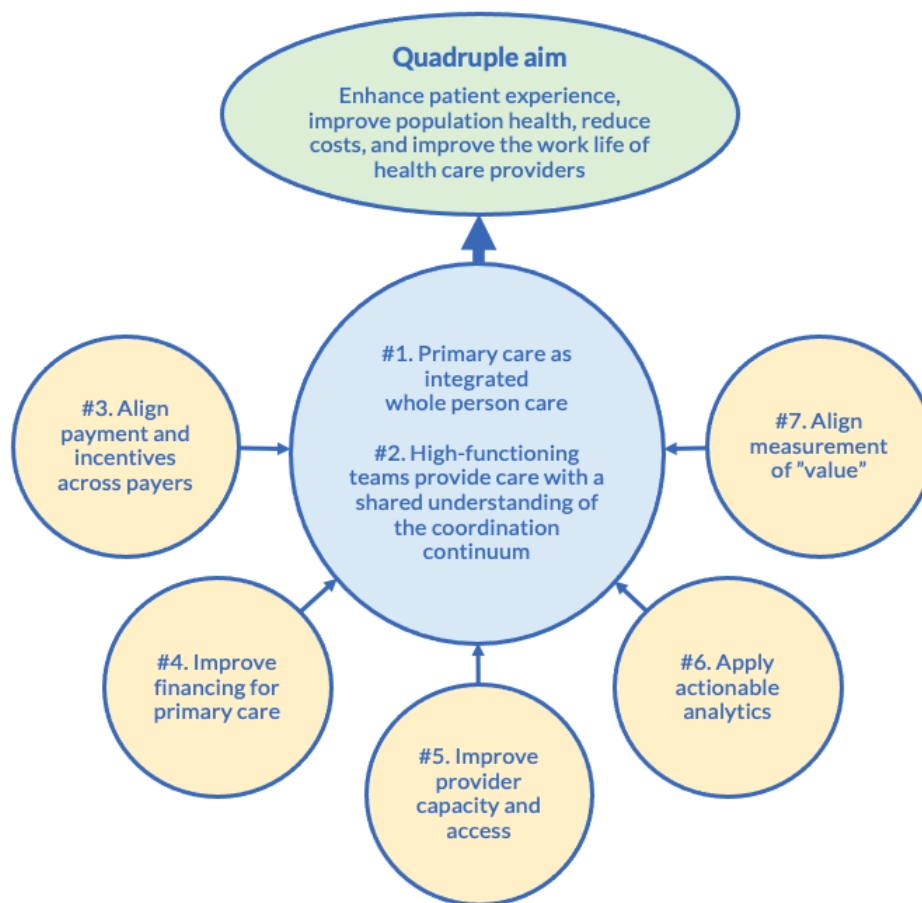 Quadruple aim
Enhance patient experience,
improve population health, reduce
costs, and improve the work life of
health care providers
#1. Primary care as
integrated
whole person care
#2. High-functioning
teams provide care with a
shared understanding of
the coordination
continuum
#3. Align
payment and
incentives
across payers
#4. Improve
financing for
primary care
#5. Improve
provider
capacity and
access
#6. Apply
actionable
analytics
#7. Align
measurement
of ”value”